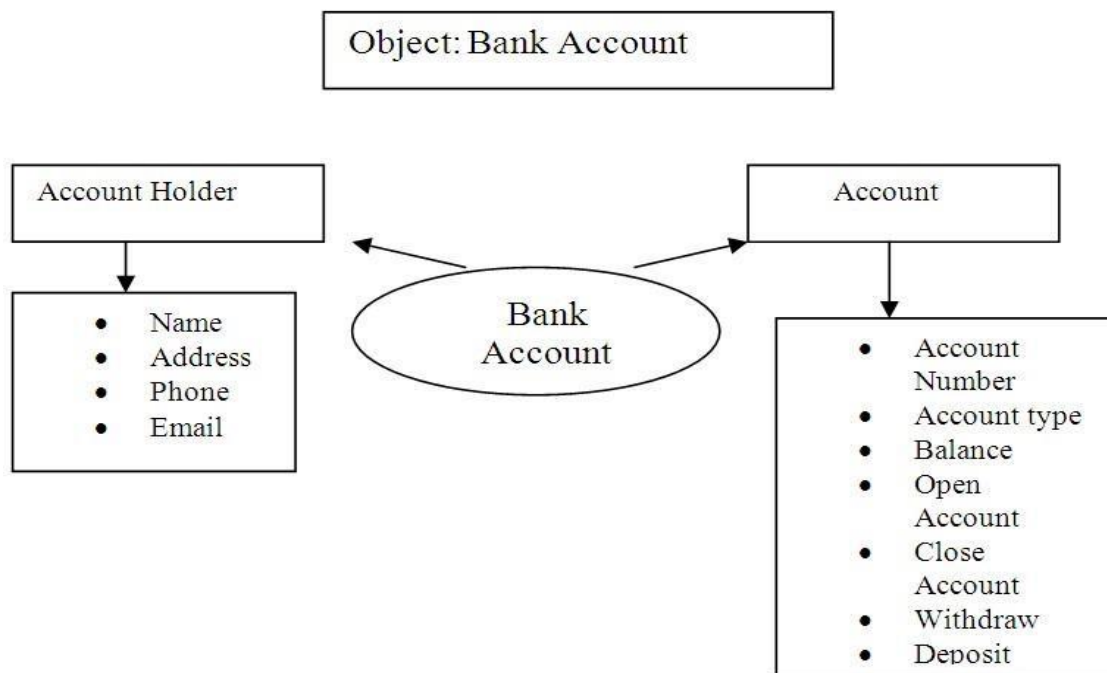 Object: Bank Account
Account Holder
Account
Bank
Account
• Name
• Address
• Phone
• Email
• Account
Number
• Account type
• Balance
• Open
Account
• Close
Account
• Withdraw
• Deposit